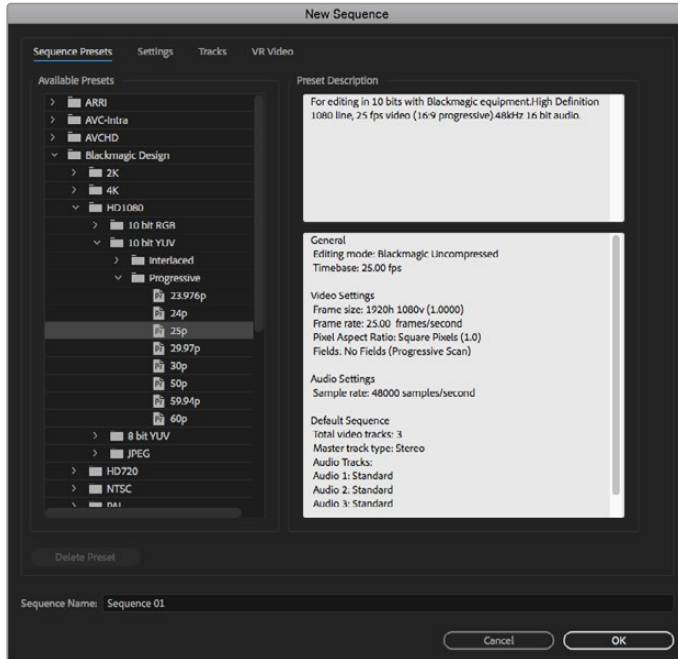 New Sequence
Sequence Presets Settings Tracks VR Video
Available Presets
ARRI
AVC-Intra
AVCHD
Blackmagic Design
2K
4K
HD1080
10 bit RGB
10 bit YUV
Interlaced
Progressive
23.976p
24p
25p
29.97p
30p
50p
59.94p
60p
8 bit YUV
JPEG
HD720
NTSC
PAL
Preset Description
For editing in 10 bits with Blackmagic equipment.High Definition
1080 line, 25 fps video (16:9 progressive).48kHz 16 bit audio.
General
Editing mode: Blackmagic Uncompressed
Timebase: 25.00 fps
Video Settings
Frame size: 1920h 1080v (1.0000)
Frame rate: 25.00 frames/second
Pixel Aspect Ratio: Square Pixels (1.0)
Fields: No Fields (Progressive Scan)
Audio Settings
Sample rate: 48000 samples/second
Default Sequence
Total video tracks: 3
Master track type: Stereo
Audio Tracks:
Audio 1: Standard
Audio 2: Standard
Audio 3: Standard
Delete Preset
Sequence Name: Sequence 01
Cancel OK